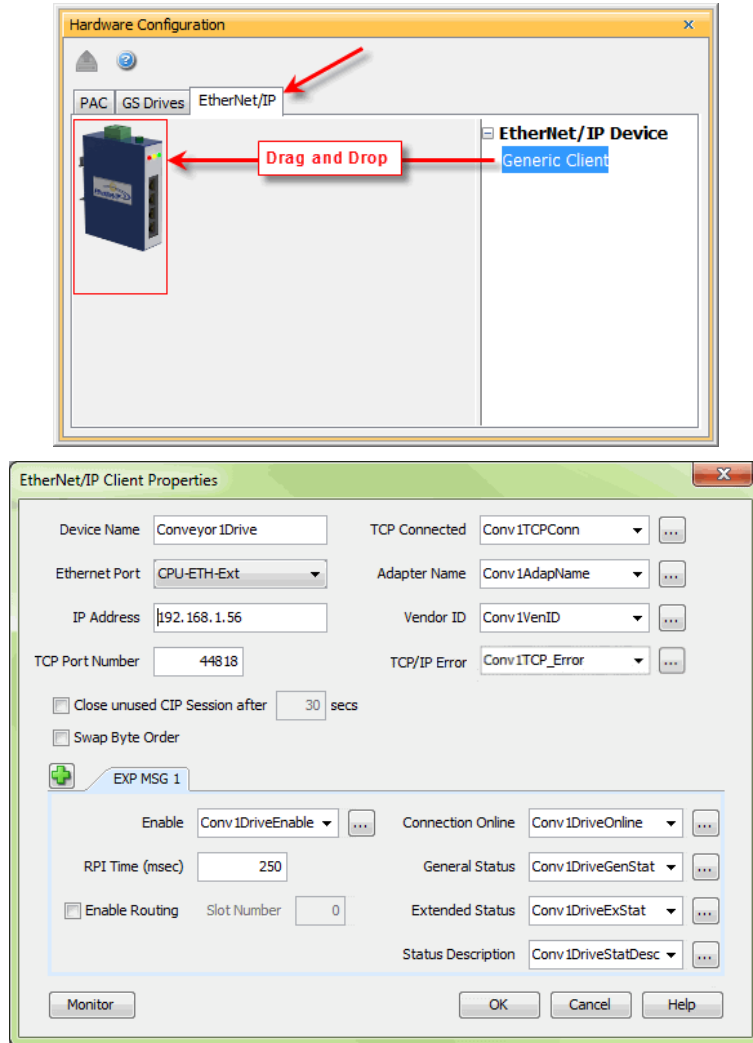 Hardware Configuration
PAC GS Drives EtherNet/IP
EtherNet/IP Device
Drag and Drop Generic Client
EtherNet/IP Client Properties
Device Name Conveyor1Drive TCP Connected Conv1TCPConn ...
Ethernet Port CPU-ETH-Ext Adapter Name Conv1AdapName ...
IP Address 192.168.1.56 Vendor ID Conv1VenID ...
TCP Port Number 44818 TCP/IP Error Conv1TCP_Error ...
Close unused CIP Session after 30 secs
Swap Byte Order
EXP MSG 1
Enable Conv1DriveEnable ... Connection Online Conv1DriveOnline ...
RPI Time (msec) 250 General Status Conv1DriveGenStat ...
Enable Routing Slot Number 0 Extended Status Conv1DriveExStat ...
Status Description Conv1DriveStatDesc ...
Monitor OK Cancel Help